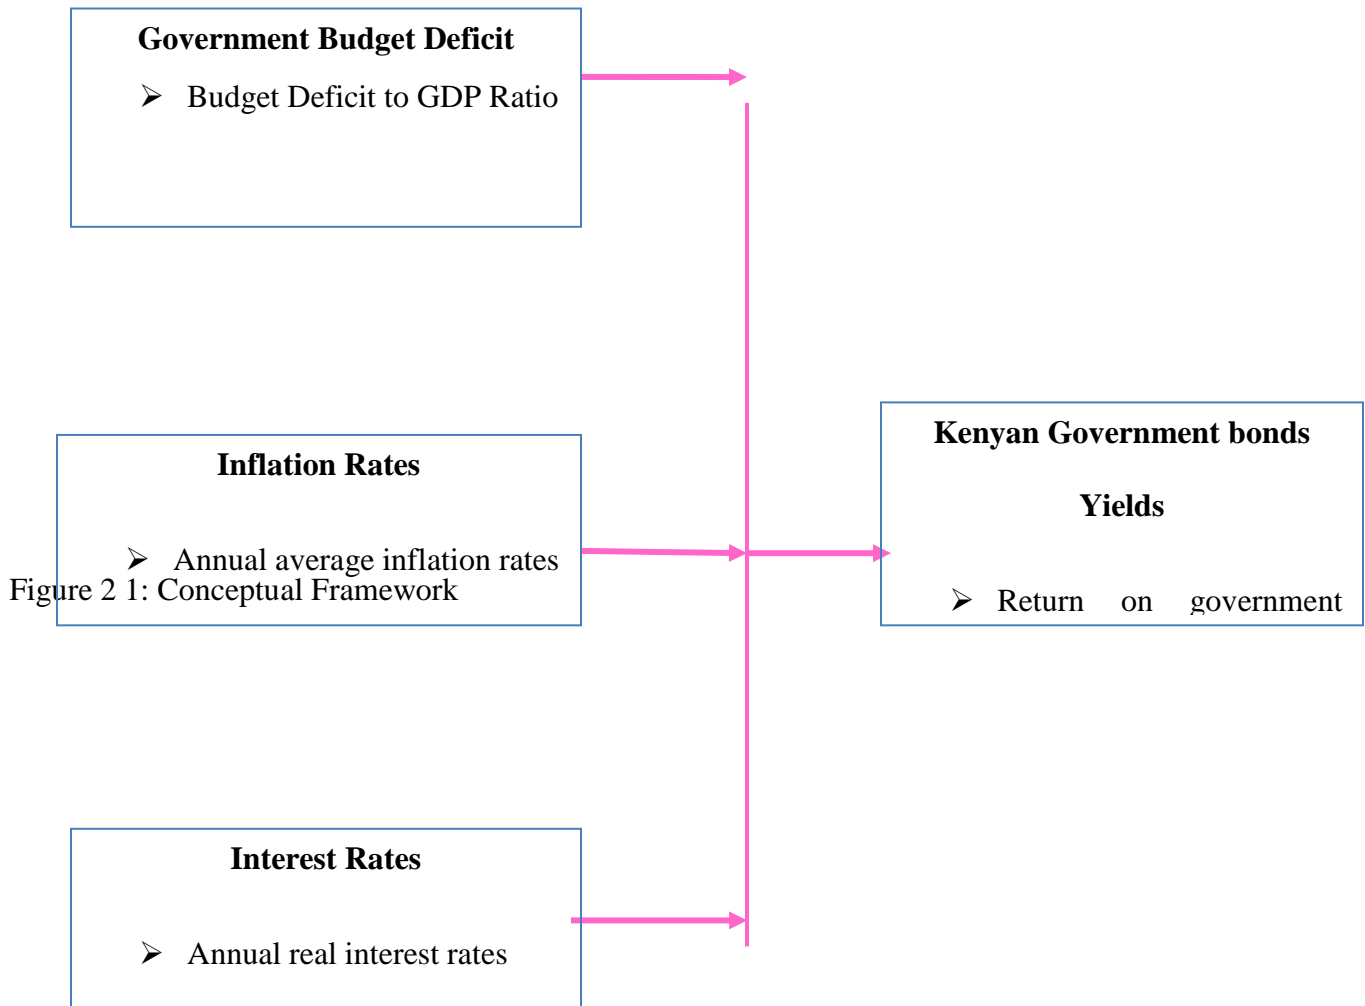 Government Budget Deficit
➢ Budget Deficit to GDP Ratio
Inflation Rates
➢ Annual average inflation rates
Figure 2 1: Conceptual Framework
Kenyan Government bonds
Yields
➢ Return on government
Interest Rates
➢ Annual real interest rates